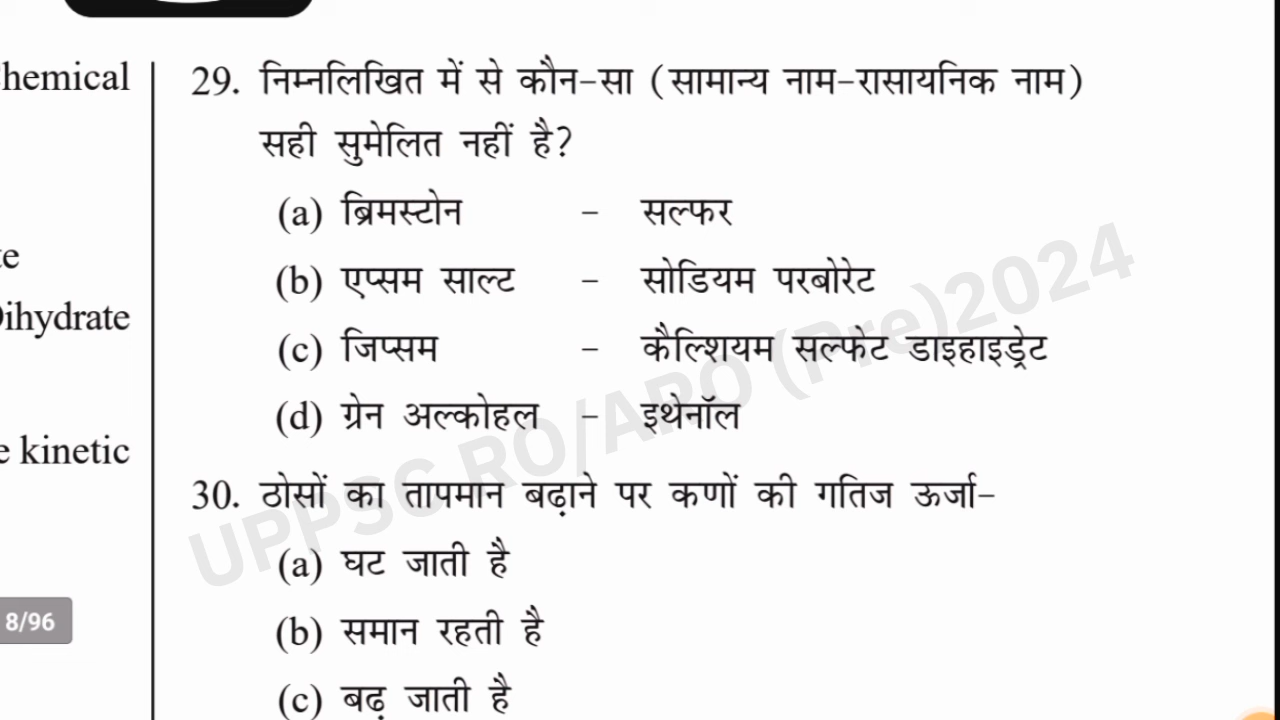 hemical
te
Dihydrate
e kinetic
8/96
29. निम्नलिखित में से कौन-सा (सामान्य नाम-रासायनिक नाम)
सही सुमेलित नहीं है?
(a) ब्रिमस्टोन - सल्फर
(b) एप्सम साल्ट - सोडियम परबोरेट
(c) जिप्सम - कैल्शियम सल्फेट डाइहाइड्रेट
(d) ग्रेन अल्कोहल - इथेनॉल
30. ठोसों का तापमान बढ़ाने पर कणों की गतिज ऊर्जा-
(a) घट जाती है
(b) समान रहती है
(c) बढ़ जाती है
UPPSC RO/ARO (Pre)2024